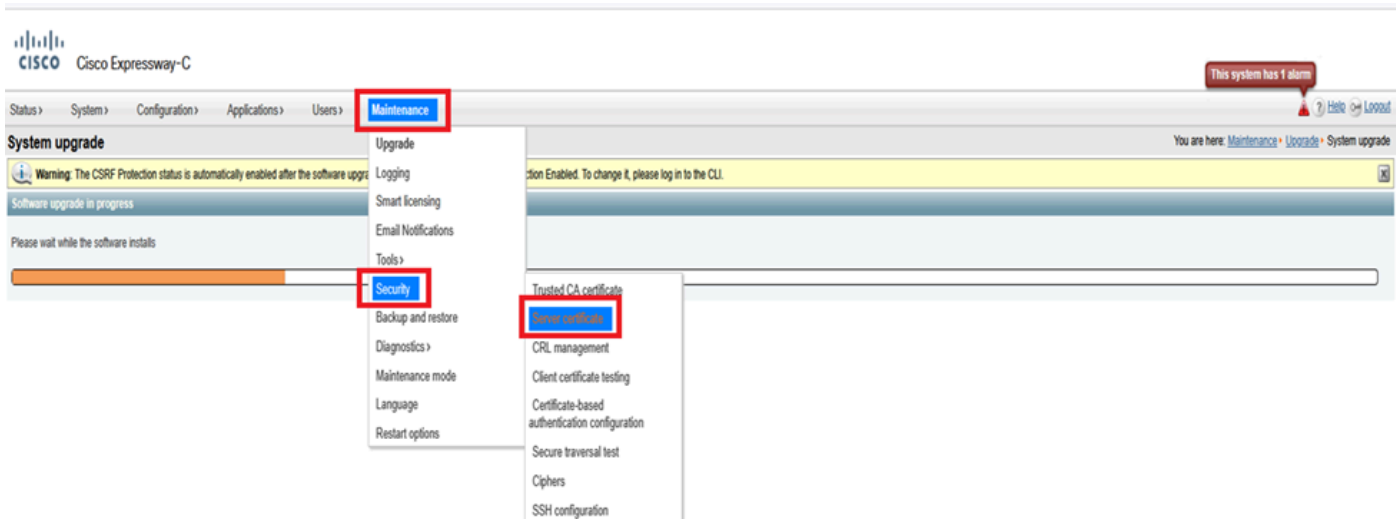 CISCO Cisco Expressway-C
This system has 1 alarm
Status › System › Configuration › Applications › Users › Maintenance
? Help Logout
System upgrade
You are here: Maintenance › Upgrade › System upgrade
Warning: The CSRF Protection status is automatically enabled after the software upgra
ction Enabled. To change it, please log in to the CLI.
Software upgrade in progress
Please wait while the software installs
Upgrade
Logging
Smart licensing
Email Notifications
Tools ›
Security
Backup and restore
Diagnostics ›
Maintenance mode
Language
Restart options
Trusted CA certificate
Server certificate
CRL management
Client certificate testing
Certificate-based
authentication configuration
Secure traversal test
Ciphers
SSH configuration